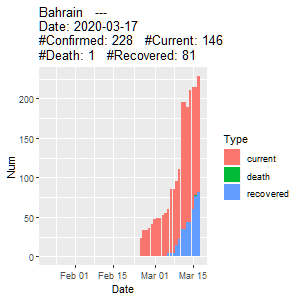 Bahrain   ---
Date: 2020-03-17
#Confirmed: 228   #Current: 146
#Death: 1   #Recovered: 81
200
150
100
50
0
Num
Feb 01
Feb 15
Mar 01
Mar 15
Date
Type
current
death
recovered